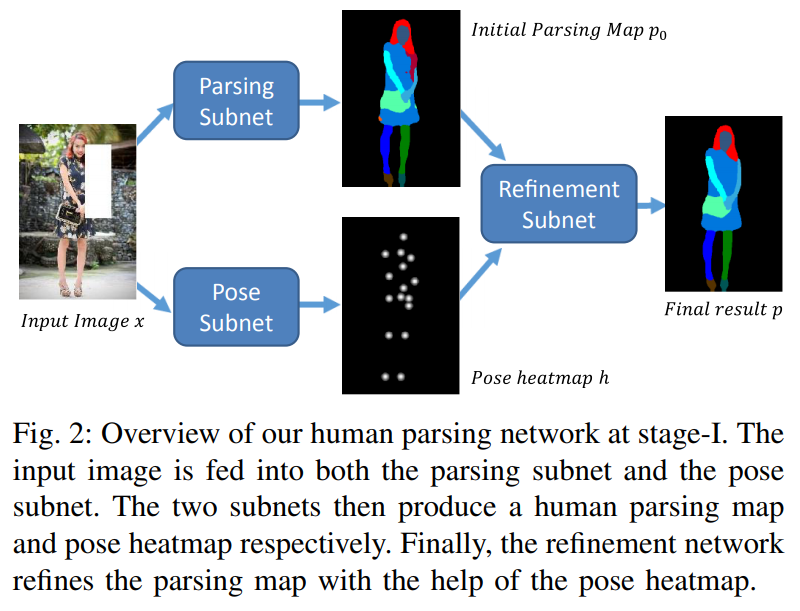 Initial Parsing Map p₀
Parsing
Subnet
Refinement
Subnet
Input Image x
Pose
Subnet
Pose heatmap h
Final result p
Fig. 2: Overview of our human parsing network at stage-I. The
input image is fed into both the parsing subnet and the pose
subnet. The two subnets then produce a human parsing map
and pose heatmap respectively. Finally, the refinement network
refines the parsing map with the help of the pose heatmap.